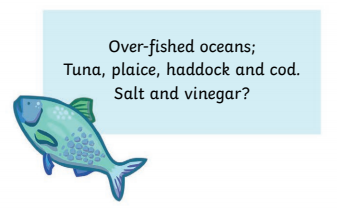 Over-fished oceans;
Tuna, plaice, haddock and cod.
Salt and vinegar?